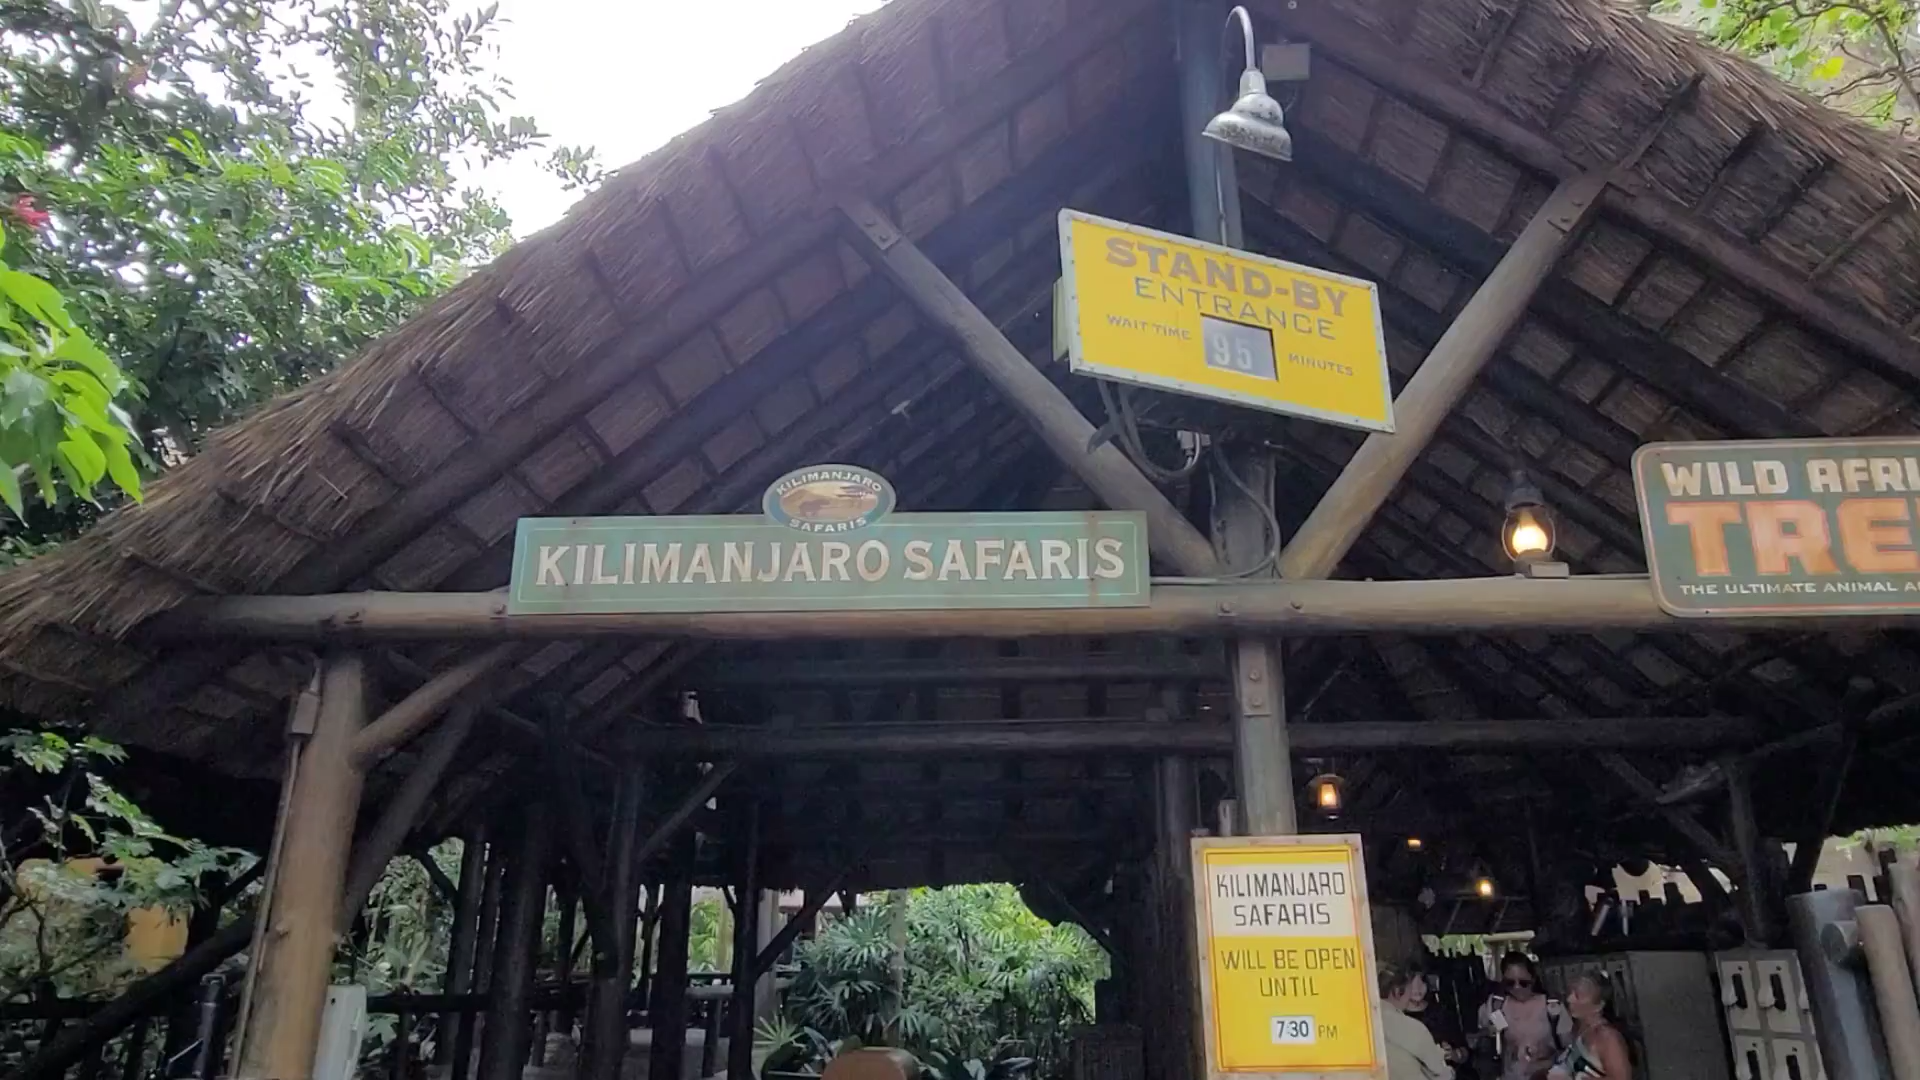 STAND-BY
ENTRANCE
WAIT TIME 95 MINUTES
KILIMANJARO
SAFARIS
KILIMANJARO SAFARIS
WILD AFRI
TRE
THE ULTIMATE ANIMAL A
KILIMANJARO
SAFARIS
WILL BE OPEN
UNTIL
7:30 PM